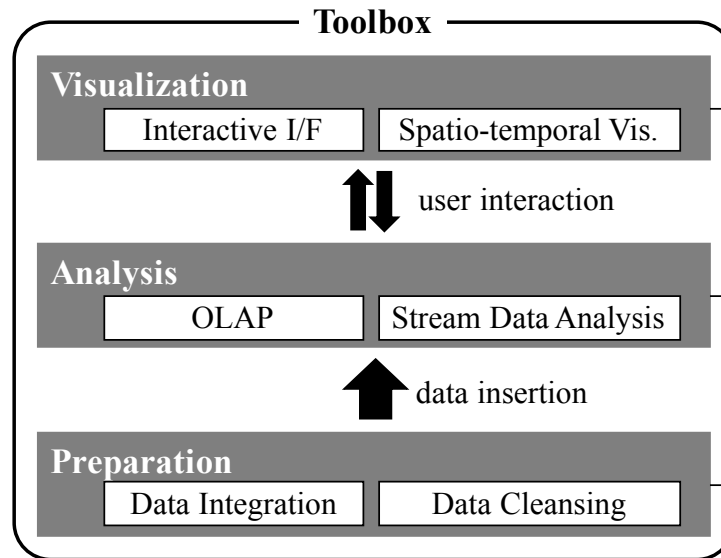 Toolbox
Visualization
Interactive I/F
Spatio-temporal Vis.
user interaction
Analysis
OLAP
Stream Data Analysis
data insertion
Preparation
Data Integration
Data Cleansing